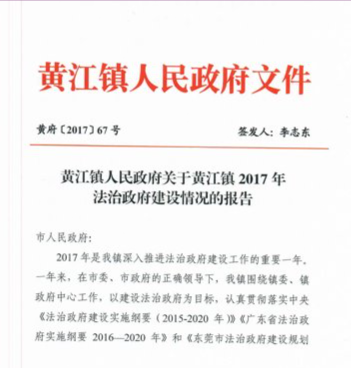 黄江镇人民政府文件
黄府〔2017〕67号 签发人：李志东
黄江镇人民政府关于黄江镇 2017 年
法治政府建设情况的报告
市人民政府：
2017 年是我镇深入推进法治政府建设工作的重要一年。
一年来，在市委、市政府的正确领导下，我镇围绕镇委、镇
政府中心工作，以建设法治政府为目标，认真贯彻落实中央
《法治政府建设实施纲要（2015-2020 年）》《广东省法治政
府实施纲要 2016—2020 年》和《东莞市法治政府建设规划